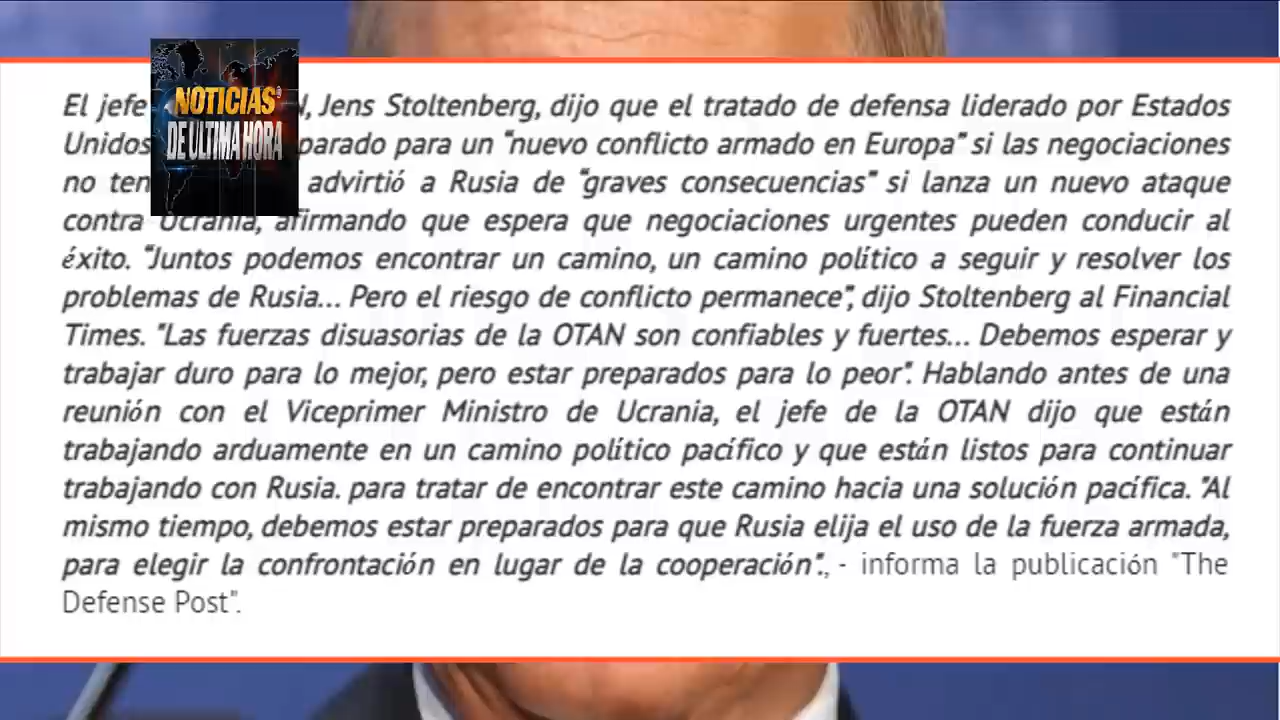 NOTICIAS
DE ULTIMA HORA
El jefe Jens Stoltenberg, dijo que el tratado de defensa liderado por Estados
Unidos para un “nuevo conflicto armado en Europa” si las negociaciones
no advirtió a Rusia de “graves consecuencias” si lanza un nuevo ataque
contra Ucrania, afirmando que espera que negociaciones urgentes pueden conducir al
éxito. “Juntos podemos encontrar un camino, un camino político a seguir y resolver los
problemas de Rusia... Pero el riesgo de conflicto permanece”, dijo Stoltenberg al Financial
Times. "Las fuerzas disuasorias de la OTAN son confiables y fuertes... Debemos esperar y
trabajar duro para lo mejor, pero estar preparados para lo peor". Hablando antes de una
reunión con el Viceprimer Ministro de Ucrania, el jefe de la OTAN dijo que están
trabajando arduamente en un camino político pacífico y que están listos para continuar
trabajando con Rusia. para tratar de encontrar este camino hacia una solución pacífica. "Al
mismo tiempo, debemos estar preparados para que Rusia elija el uso de la fuerza armada,
para elegir la confrontación en lugar de la cooperación"., - informa la publicación "The
Defense Post".